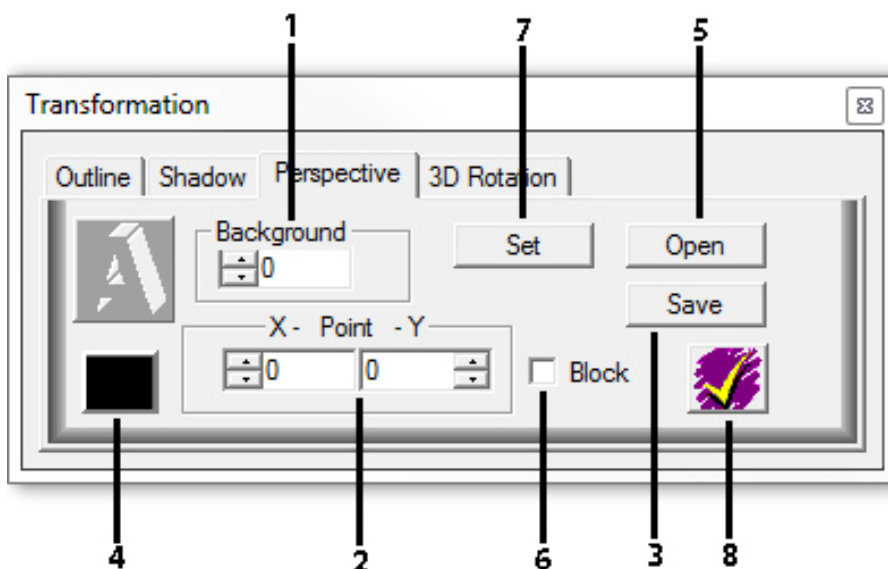 1 7 5
Transformation
Outline Shadow Perspective 3D Rotation
Background
0
Set Open
Save
X - Point - Y
0 0
Block
4 2 6 3 8